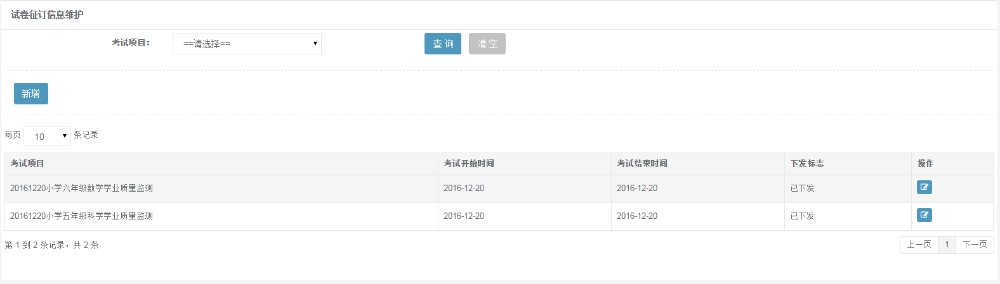 试卷征订信息维护
考试项目： ==请选择== 查 询 清 空
新增
每页 10 条记录
考试项目 考试开始时间 考试结束时间 下发标志 操作
20161220小学六年级数学学业质量监测 2016-12-20 2016-12-20 已下发
20161220小学五年级科学学业质量监测 2016-12-20 2016-12-20 已下发
第 1 到 2 条记录，共 2 条 上一页 1 下一页